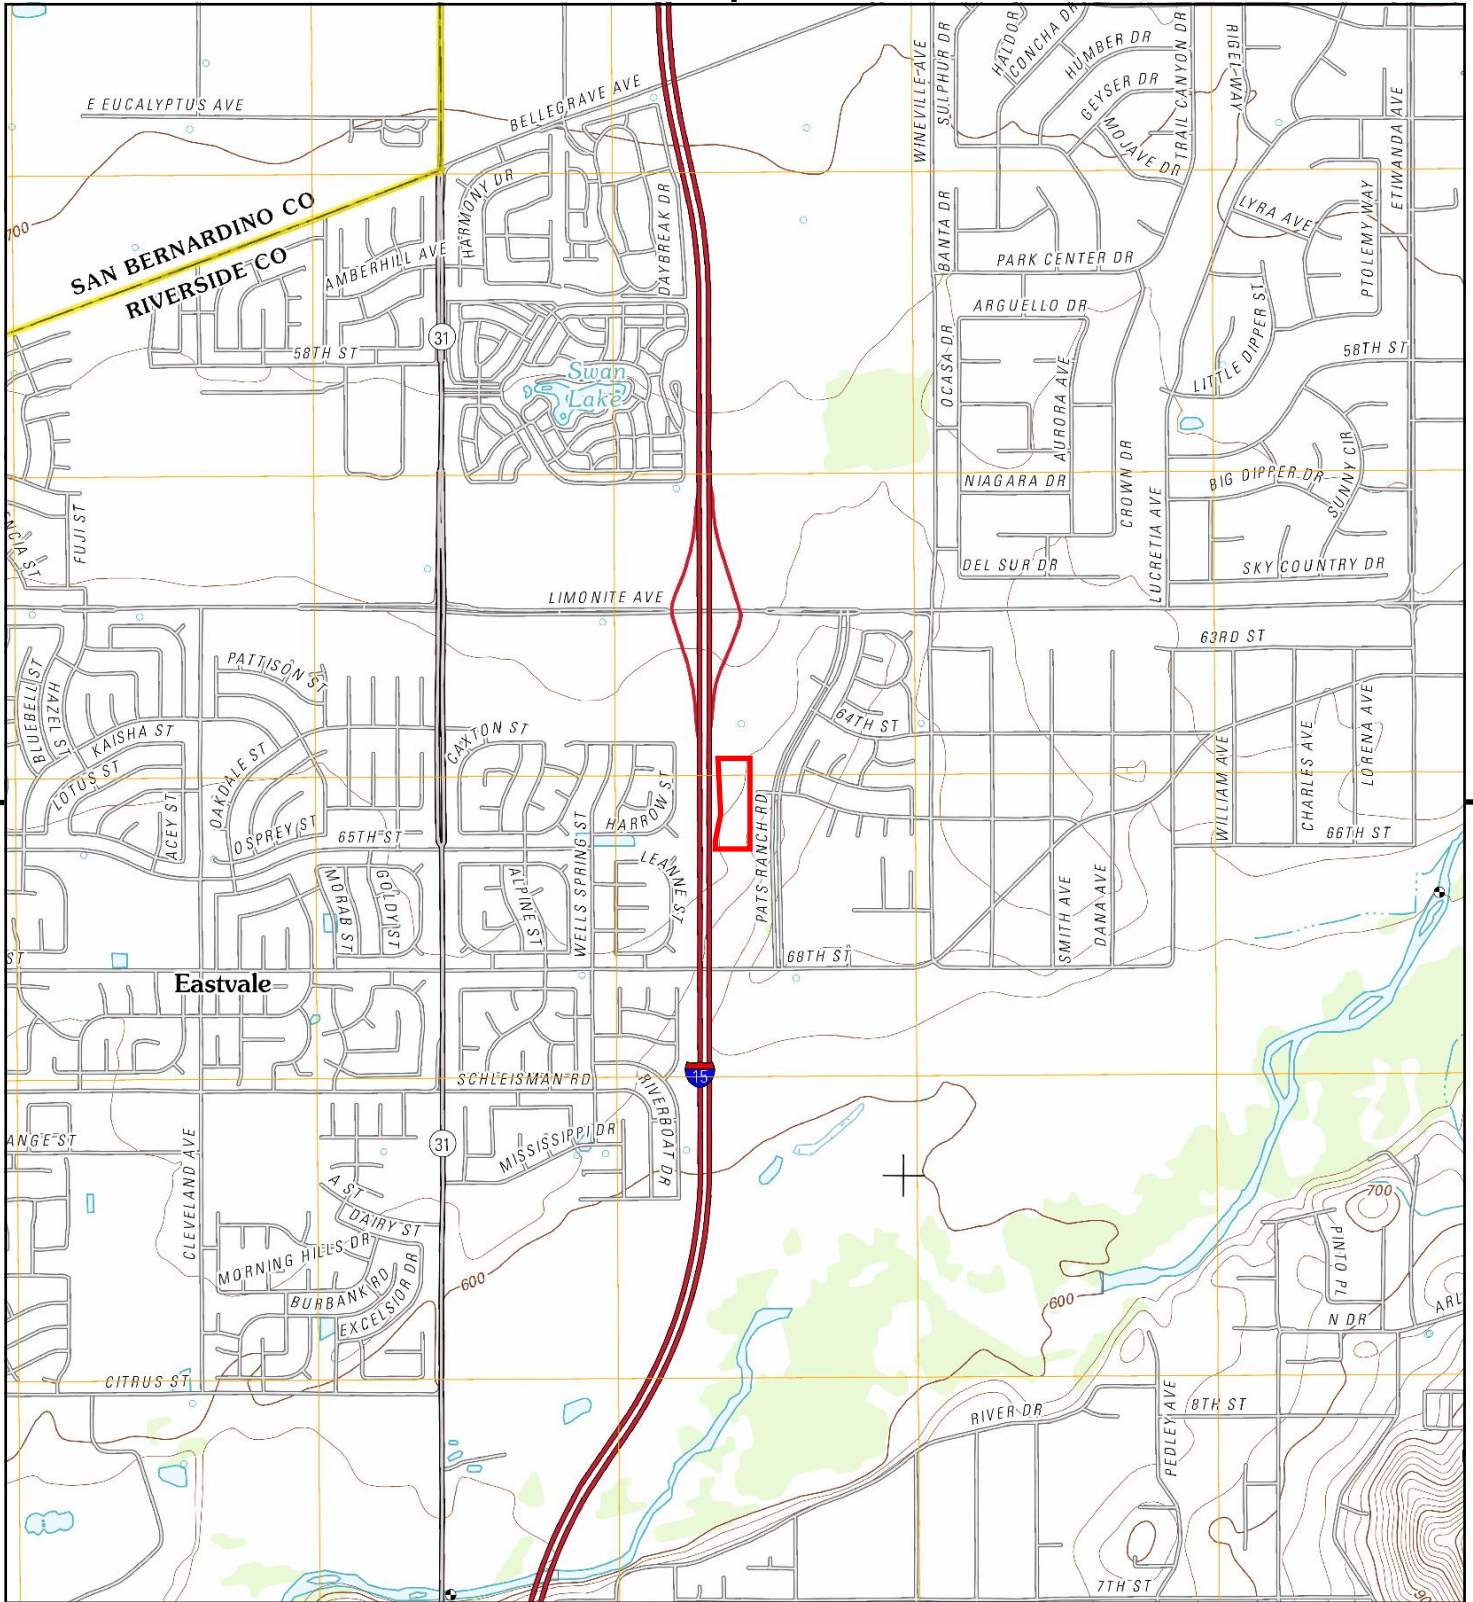 HALDOR
CONCHA DR
HUMBER DR
TRAIL CANYON DR
RIGEL WAY
WINEVILLE AVE
SULPHUR DR
GEYSER DR
MOJAVE DR
ETIWANDA AVE
E EUCALYPTUS AVE
BELLEGRAVE AVE
HARMONY DR
DAYBREAK DR
BANTA DR
LYRA AVE
PTOLEMY WAY
700
SAN BERNARDINO CO
RIVERSIDE CO
AMBERHILL AVE
PARK CENTER DR
ARGUELLO DR
LITTLE DIPPER ST
31
58TH ST
58TH ST
Swan
Lake
OCASA DR
AURORA AVE
CROWN DR
NIAGARA DR
BIG DIPPER DR
SUNNY CIR
ENCIA ST
FUJI ST
LUCRETIA AVE
DEL SUR DR
SKY COUNTRY DR
LIMONITE AVE
63RD ST
BLUEBELL ST
HAZEL ST
PATTISON ST
KAISHA ST
LOTUS ST
ACEY ST
OAKDALE ST
OSPREY ST
CAXTON ST
64TH ST
65TH ST
HARROW ST
WELLS SPRING ST
LEANNE ST
PATS RANCH RD
WILLIAM AVE
CHARLES AVE
LORENA AVE
66TH ST
MORAB ST
GOLDY ST
ALPINE ST
SMITH AVE
DANA AVE
ST
68TH ST
Eastvale
15
SCHLEISMAN RD
RIVERBOAT DR
ANGE ST
31
MISSISSIPPI DR
CLEVELAND AVE
A ST
DAIRY ST
MORNING HILLS DR
BURBANK RD
EXCELSIOR DR
600
600
700
PINTO PL
N DR
ARL
CITRUS ST
RIVER DR
PEDLEY AVE
8TH ST
7TH ST